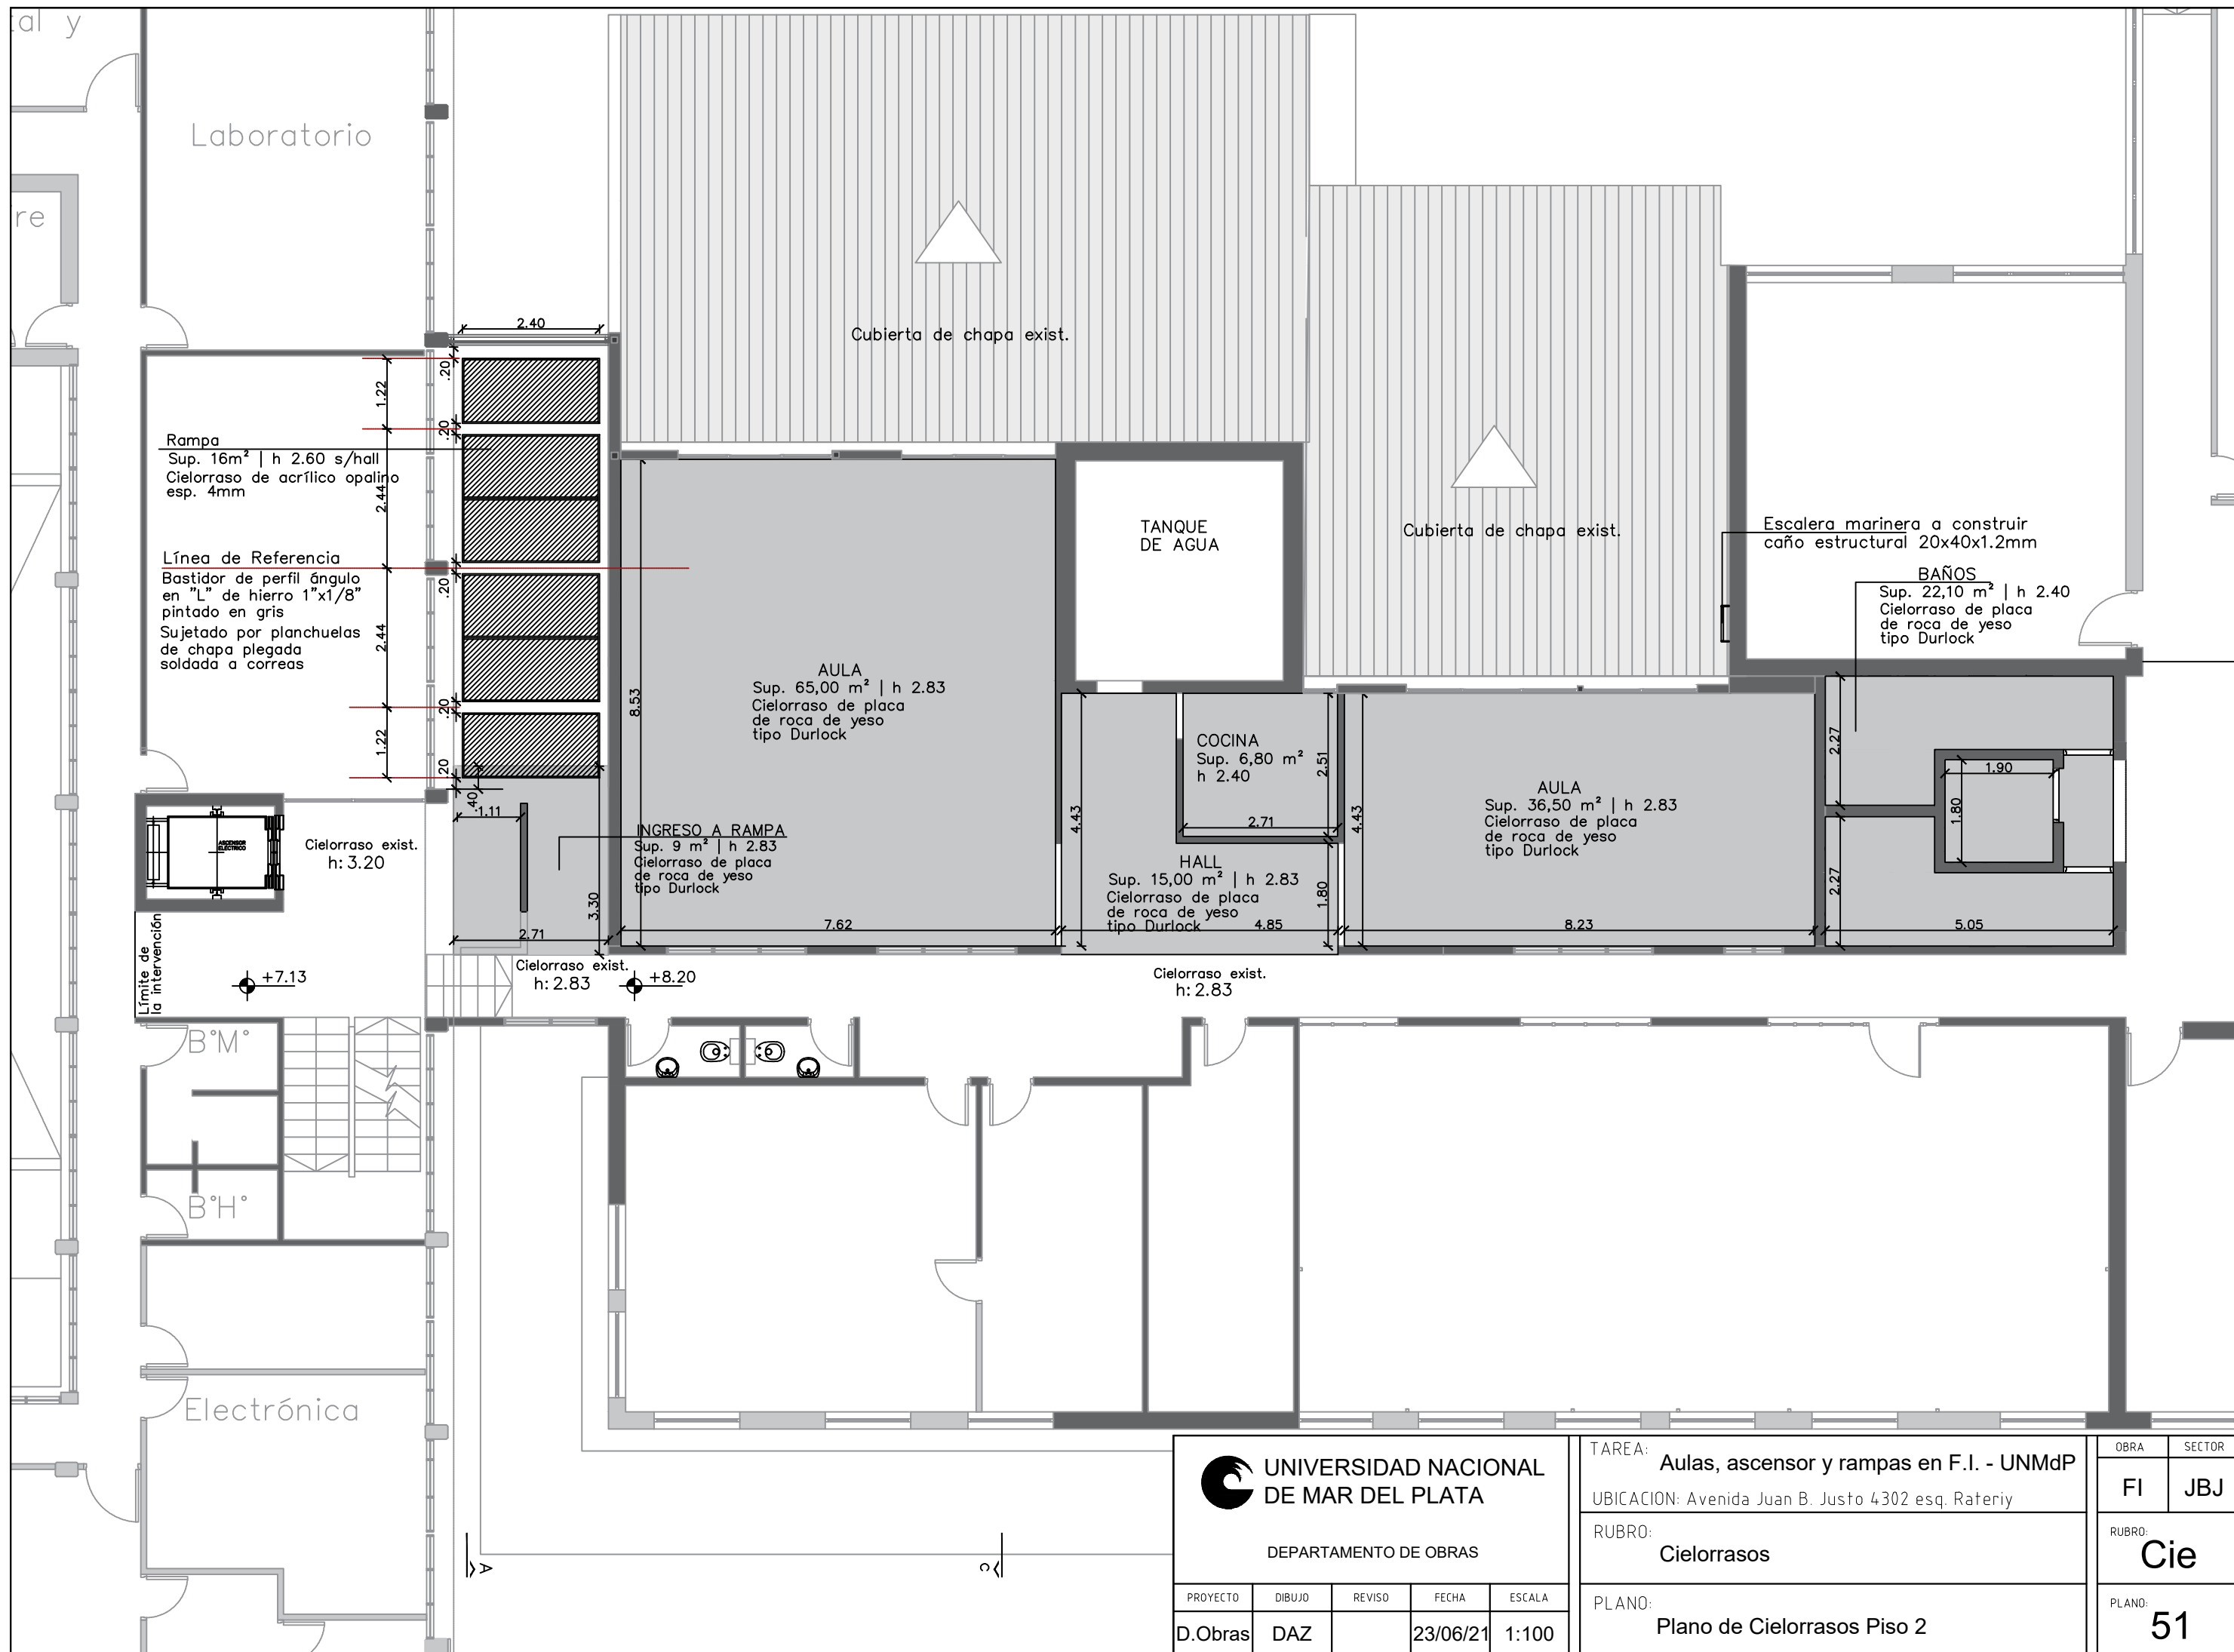 tal y
Laboratorio
re
2.40
Cubierta de chapa exist.
.20
1.22
.20
Rampa
Sup. 16m² | h 2.60 s/hall
Cielorraso de acrílico opalino
esp. 4mm
2.44
TANQUE
DE AGUA
Cubierta de chapa exist.
Escalera marinera a construir
caño estructural 20x40x1.2mm
Línea de Referencia
Bastidor de perfil ángulo
en "L" de hierro 1"x1/8"
pintado en gris
Sujetado por planchuelas
de chapa plegada
soldada a correas
.20
2.44
BAÑOS
Sup. 22,10 m² | h 2.40
Cielorraso de placa
de roca de yeso
tipo Durlock
8.53
AULA
Sup. 65,00 m² | h 2.83
Cielorraso de placa
de roca de yeso
tipo Durlock
.20
1.22
.20
COCINA
Sup. 6,80 m²
h 2.40
2.51
2.71
2.27
1.90
1.80
AULA
Sup. 36,50 m² | h 2.83
Cielorraso de placa
de roca de yeso
tipo Durlock
4.43
4.43
.40
1.11
ASCENSOR
ELÉCTRICO
Cielorraso exist.
h: 3.20
INGRESO A RAMPA
Sup. 9 m² | h 2.83
Cielorraso de placa
de roca de yeso
tipo Durlock
3.30
HALL
Sup. 15,00 m² | h 2.83
Cielorraso de placa
de roca de yeso
tipo Durlock
1.80
2.27
2.71
7.62
4.85
8.23
5.05
Límite de
la intervención
+7.13
Cielorraso exist.
h: 2.83
+8.20
Cielorraso exist.
h: 2.83
B°M°
B°H°
Electrónica
A
C
UNIVERSIDAD NACIONAL
DE MAR DEL PLATA
DEPARTAMENTO DE OBRAS
PROYECTO DIBUJO REVISO FECHA ESCALA
D.Obras DAZ 23/06/21 1:100
TAREA: Aulas, ascensor y rampas en F.I. - UNMdP
UBICACION: Avenida Juan B. Justo 4302 esq. Rateriy
RUBRO:
Cielorrasos
PLANO:
Plano de Cielorrasos Piso 2
OBRA SECTOR
FI JBJ
RUBRO:
Cie
PLANO:
51